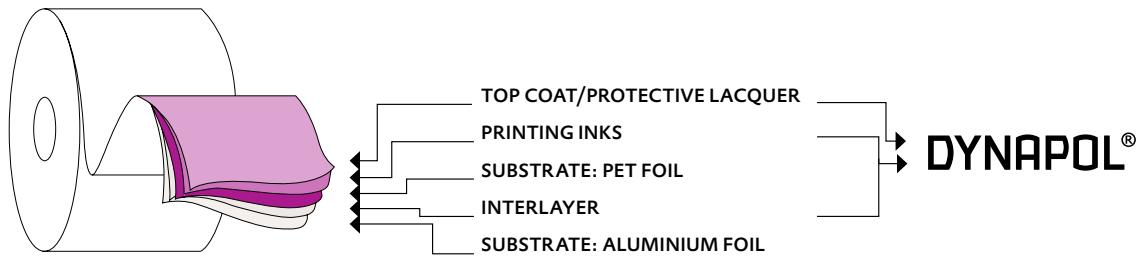 TOP COAT/PROTECTIVE LACQUER
PRINTING INKS
SUBSTRATE: PET FOIL
INTERLAYER
SUBSTRATE: ALUMINIUM FOIL
DYNAPOL®